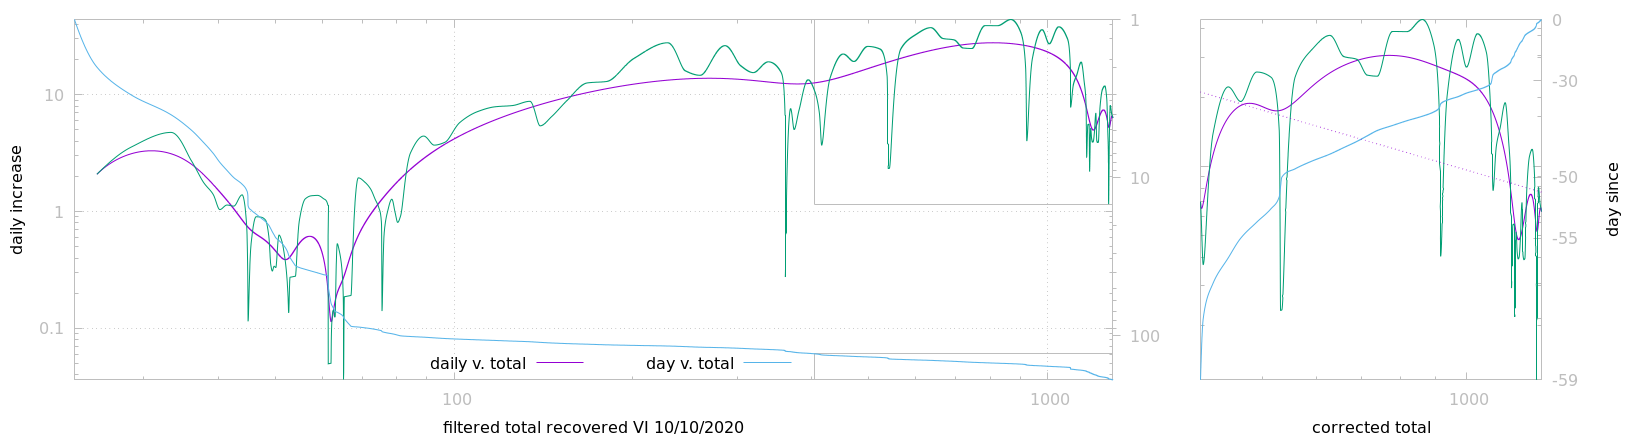 daily increase
10
1
0.1
1
10
100
daily v. total
day v. total
100
1000
filtered total recovered VI 10/10/2020
0
-30
-50
-55
-59
day since
1000
corrected total